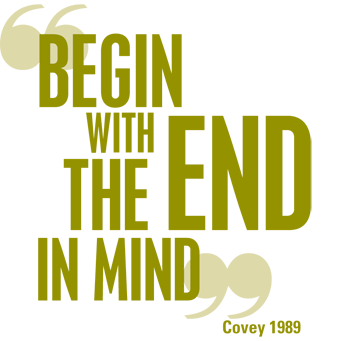 “BEGIN
WITH
THE END
IN MIND”
Covey 1989